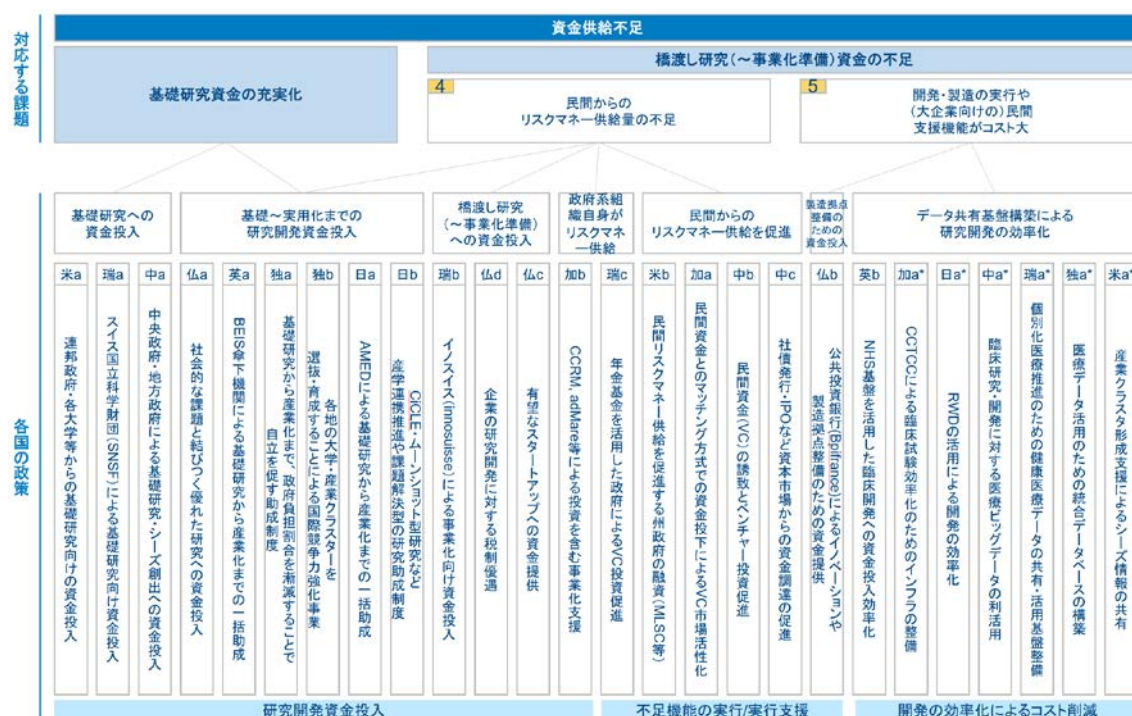 対応する課題
資金供給不足
橋渡し研究(~事業化準備)資金の不足
基礎研究資金の充実化
4
民間からの
リスクマネー供給量の不足
5
開発・製造の実行や
(大企業向けの)民間
支援機能がコスト大
各国の政策
基礎研究への
資金投入
基礎~実用化までの
研究開発資金投入
橋渡し研究
(~事業化準備)
への資金投入
政府系組
織自身が
リスクマネ
ー供給
民間からの
リスクマネー供給を促進
製造拠点
整備の
ための
資金投入
データ共有基盤構築による
研究開発の効率化
米a
連邦政府・各大学等からの基礎研究向けの資金投入
瑞a
スイス国立科学財団(SNSF)による基礎研究向け資金投入
中a
中央政府・地方政府による基礎研究・シーズ創出への資金投入
仏a
社会的な課題と結びつく優れた研究への資金投入
英a
BEIS傘下機関による基礎研究から産業化までの一括助成
独a
基礎研究から産業化まで、政府負担割合を漸減することで
自立を促す助成制度
独b
各地の大学・産業クラスターを
選抜・育成することによる国際競争力強化事業
日a
AMEDによる基礎研究から産業化までの一括助成
日b
CiCLE・ムーンショット型研究など
産学連携推進や課題解決型の研究助成制度
瑞b
イノスイス(innosuisse)による事業化向け資金投入
仏d
企業の研究開発に対する税制優遇
仏c
有望なスタートアップへの資金提供
加b
CCRM, adMare等による投資を含む事業化支援
瑞c
年金基金を活用した政府によるVC投資促進
米b
民間リスクマネー供給を促進する州政府の融資(MLSC等)
加a
民間資金とのマッチング方式での資金投下によるVC市場活性化
中b
民間資金(VC)の誘致とベンチャー投資促進
中c
社債発行・IPOなど資本市場からの資金調達の促進
仏b
公共投資銀行(Bpifrance)によるイノベーションや
製造拠点整備のための資金提供
英b
NHS基盤を活用した臨床開発への資金投入効率化
加a*
CCTCCによる臨床試験効率化のためのインフラの整備
日a*
RWDの活用による開発の効率化
中a*
臨床研究・開発に対する医療ビッグデータの利活用
瑞a*
個別化医療推進のための健康医療データの共有・活用基盤整備
独a*
医療データ活用のための統合データベースの構築
米a*
産業クラスタ形成支援によるシーズ情報の共有
研究開発資金投入
不足機能の実行/実行支援
開発の効率化によるコスト削減